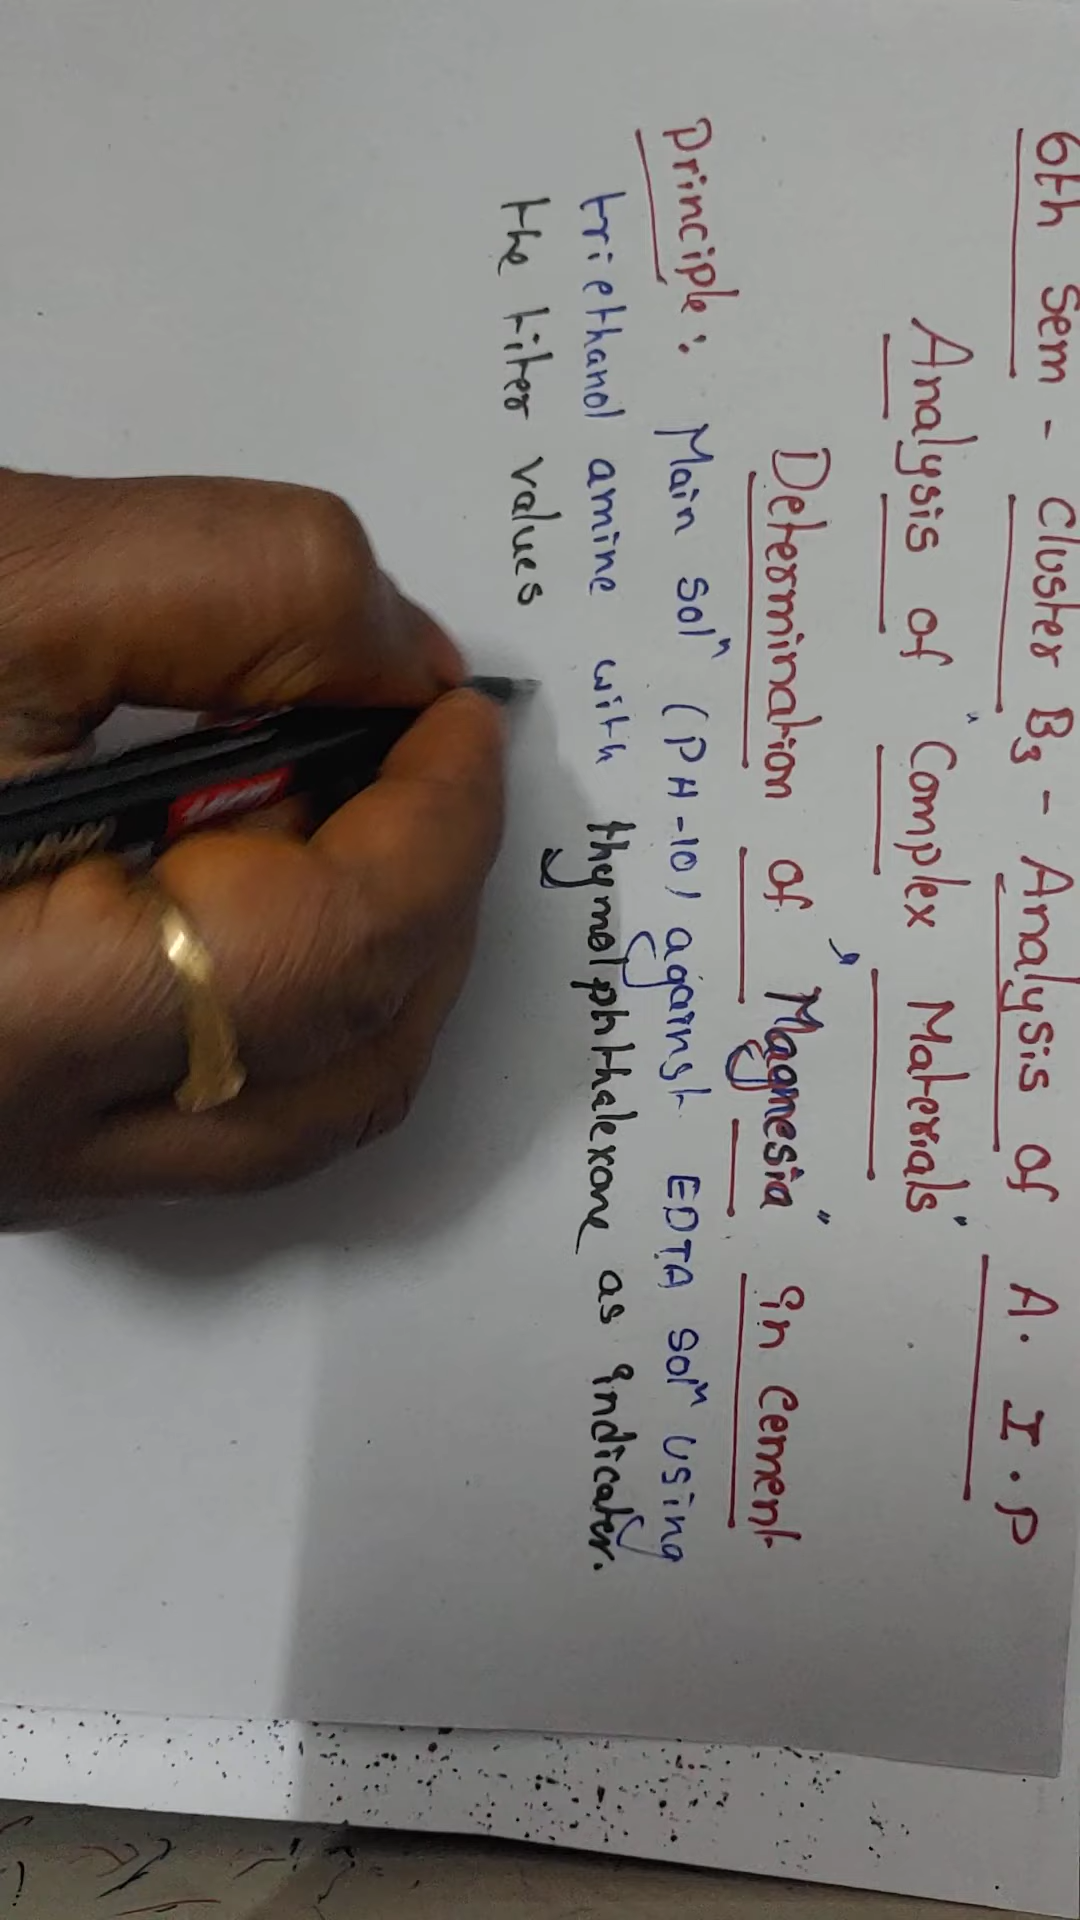 6th Sem - Cluster B3 - Analysis of A. I. P
Analysis of "Complex Materials"
Determination of "Magnesia" in cement
Principle: Main solⁿ (PH-10) against EDTA solⁿ using
triethanol amine with thymolphthalexone as indicater.
the titer values